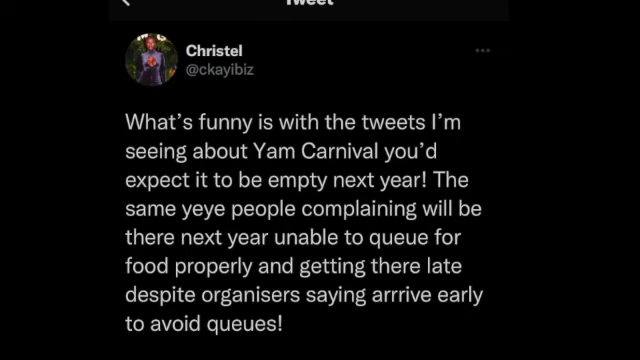 Tweet
Christel
@ckayibiz
What's funny is with the tweets I'm
seeing about Yam Carnival you'd
expect it to be empty next year! The
same yeye people complaining will be
there next year unable to queue for
food properly and getting there late
despite organisers saying arrrive early
to avoid queues!